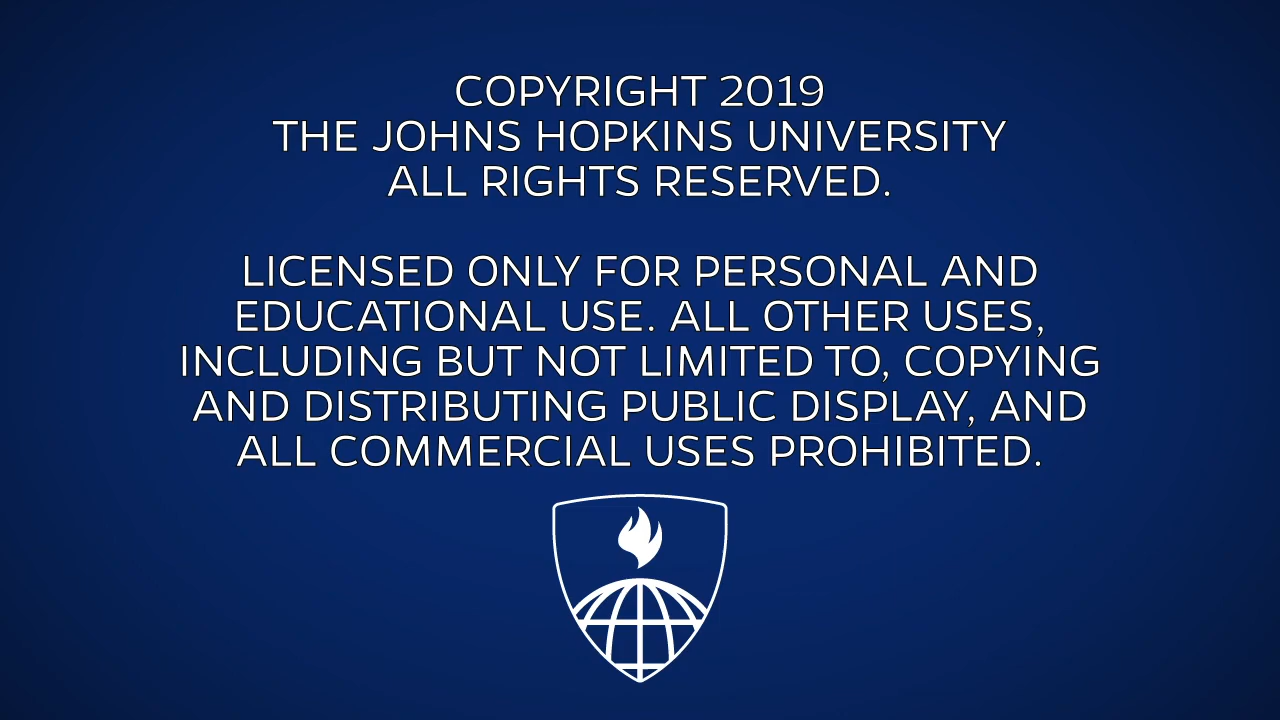 COPYRIGHT 2019
THE JOHNS HOPKINS UNIVERSITY
ALL RIGHTS RESERVED.
LICENSED ONLY FOR PERSONAL AND
EDUCATIONAL USE. ALL OTHER USES,
INCLUDING BUT NOT LIMITED TO, COPYING
AND DISTRIBUTING PUBLIC DISPLAY, AND
ALL COMMERCIAL USES PROHIBITED.